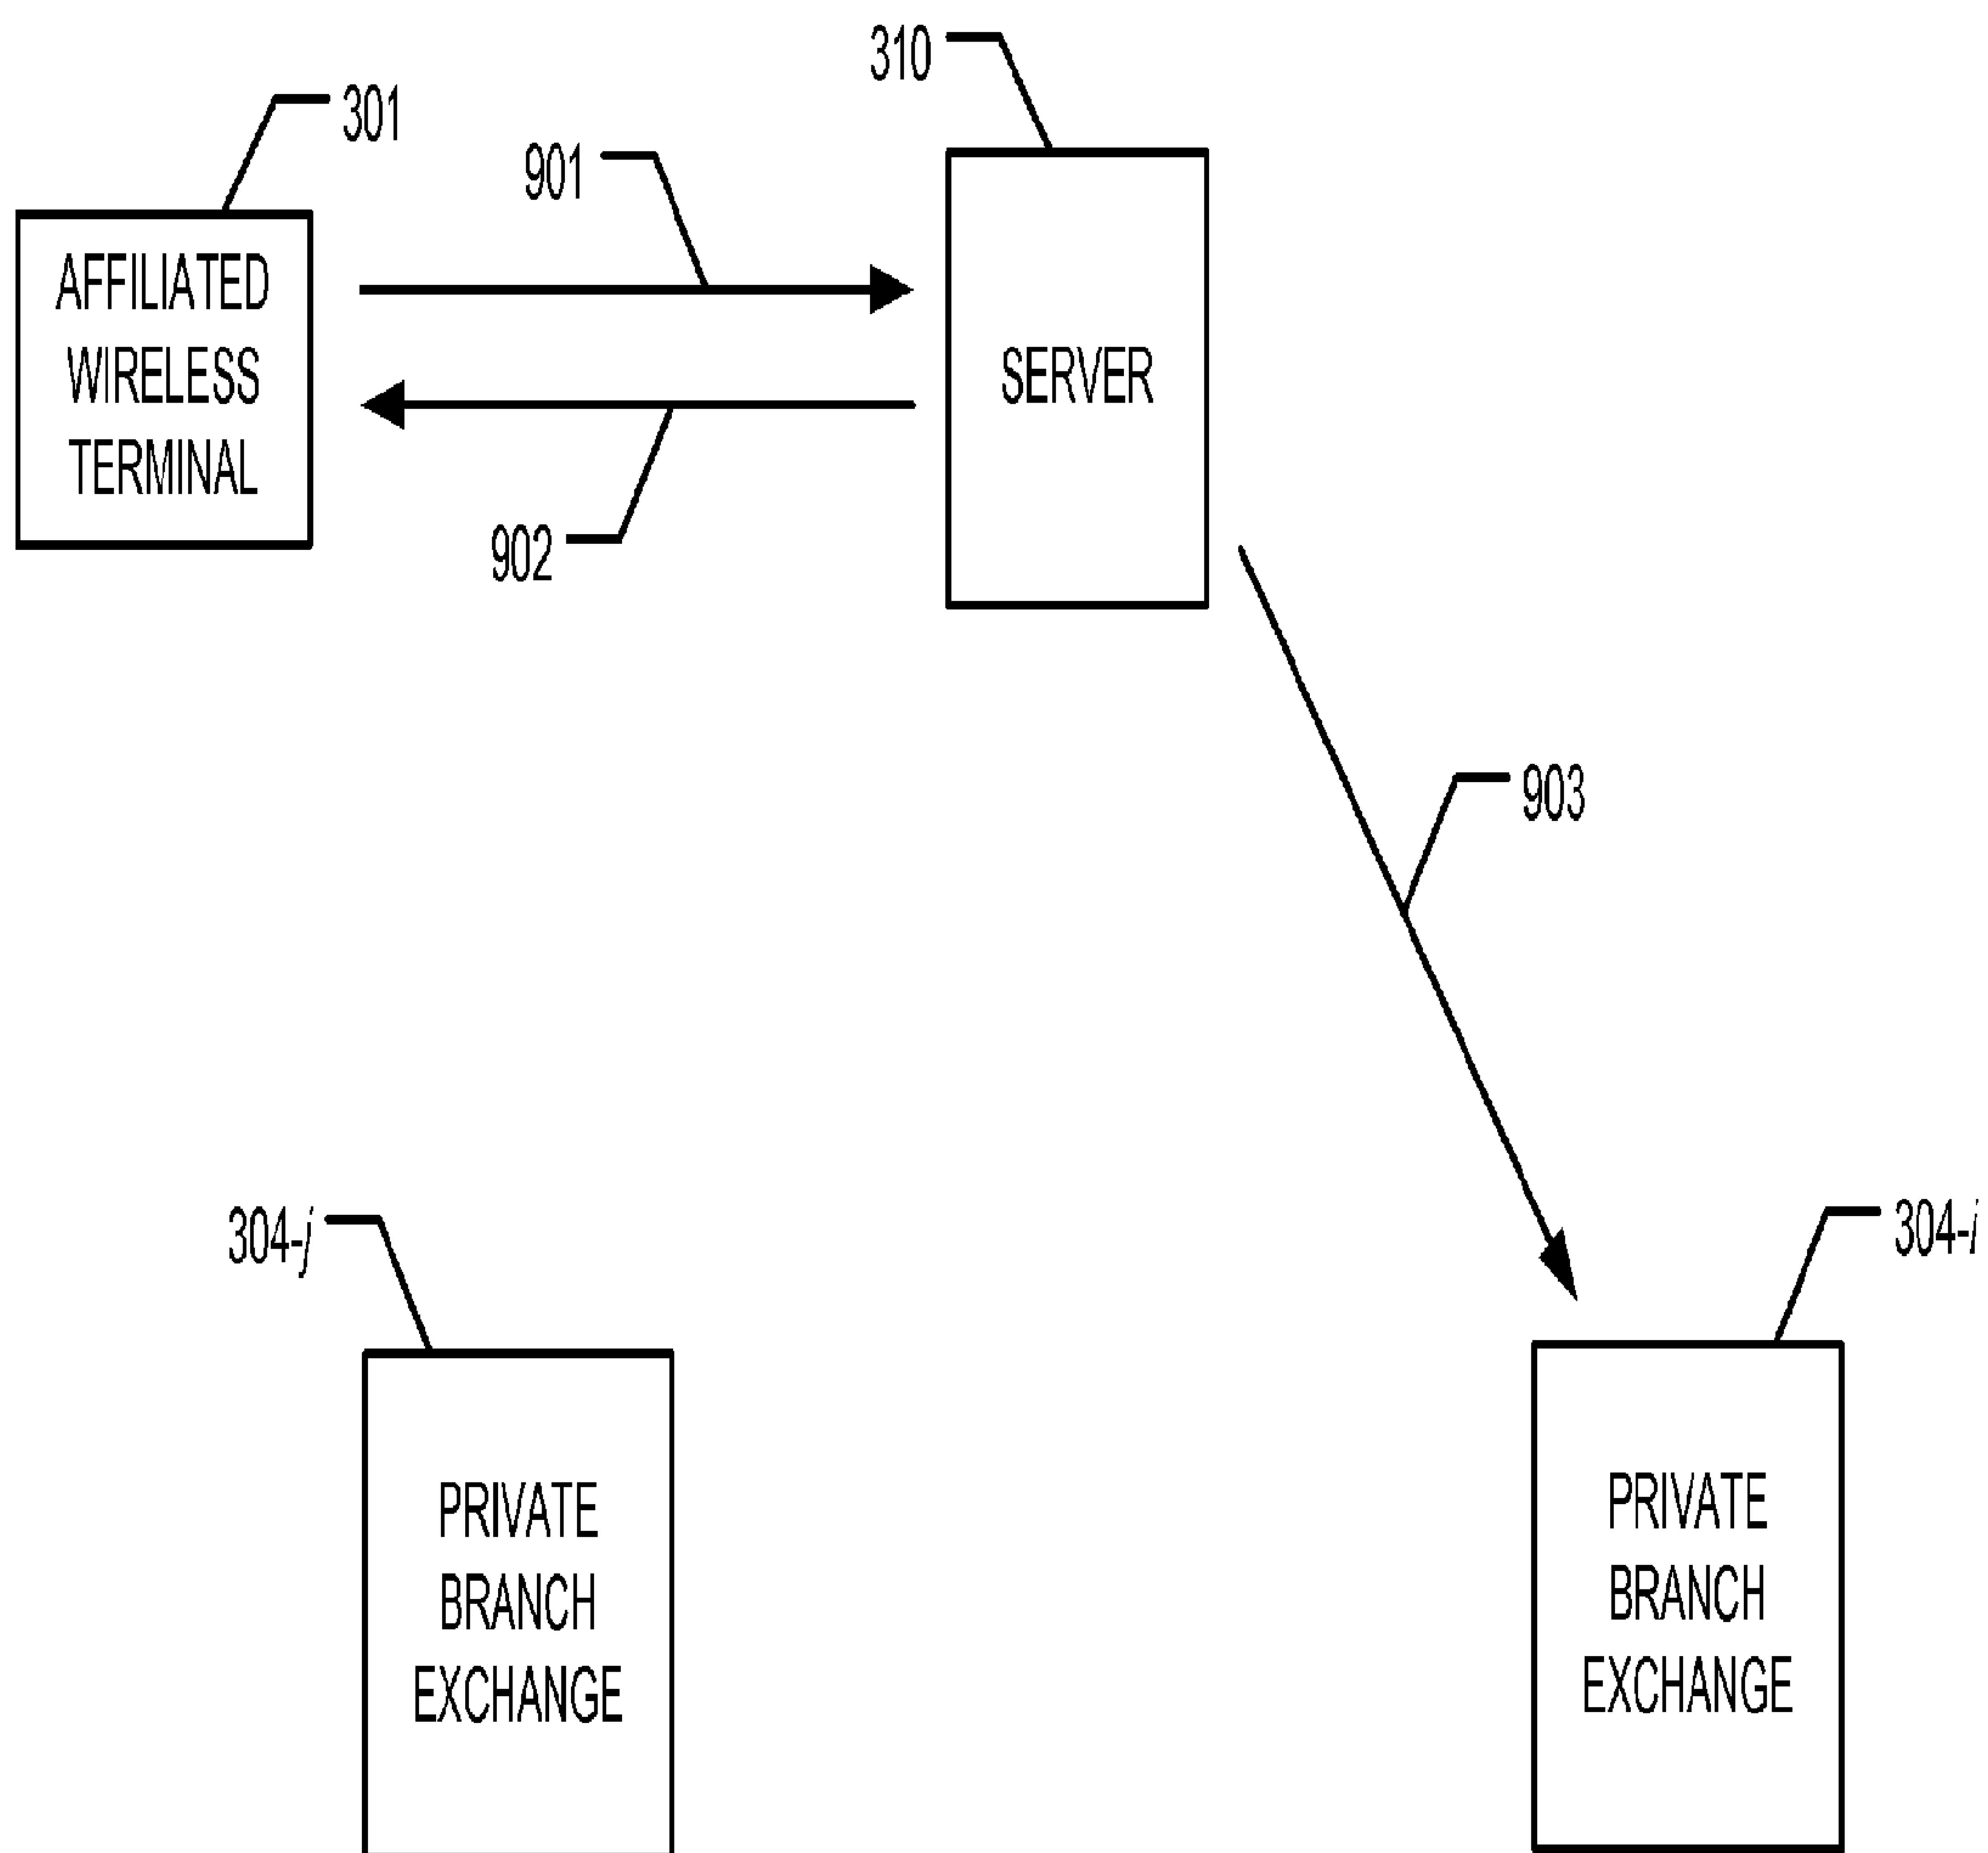 310
301
901
AFFILIATED
WIRELESS
TERMINAL
SERVER
902
903
304-j
304-i
PRIVATE
BRANCH
EXCHANGE
PRIVATE
BRANCH
EXCHANGE